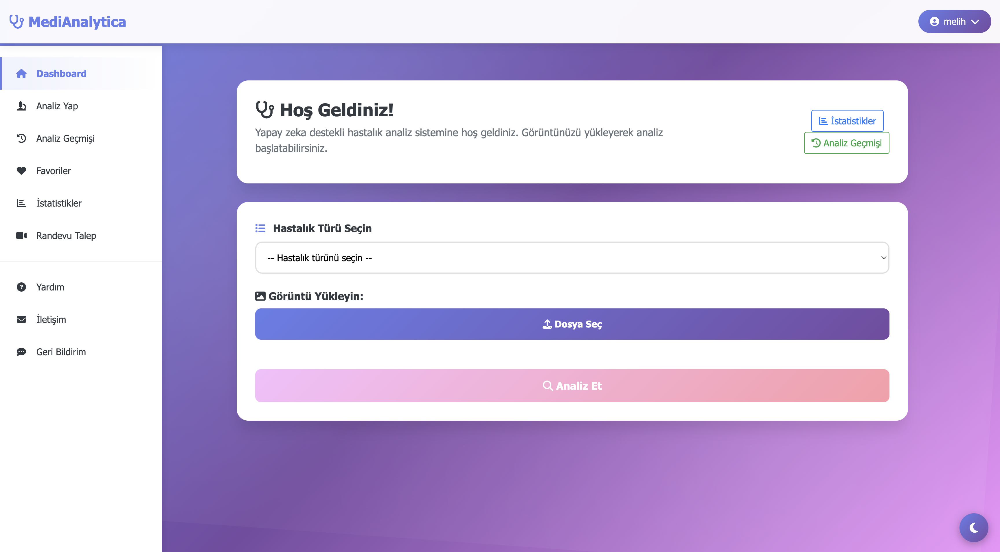 MediAnalytica
melih
Dashboard
Analiz Yap
Analiz Geçmişi
Favoriler
İstatistikler
Randevu Talep
Yardım
İletişim
Geri Bildirim
Hoş Geldiniz!
Yapay zeka destekli hastalık analiz sistemine hoş geldiniz. Görüntünüzü yükleyerek analiz
başlatabilirsiniz.
İstatistikler
Analiz Geçmişi
Hastalık Türü Seçin
-- Hastalık türünü seçin --
Görüntü Yükleyin:
Dosya Seç
Analiz Et